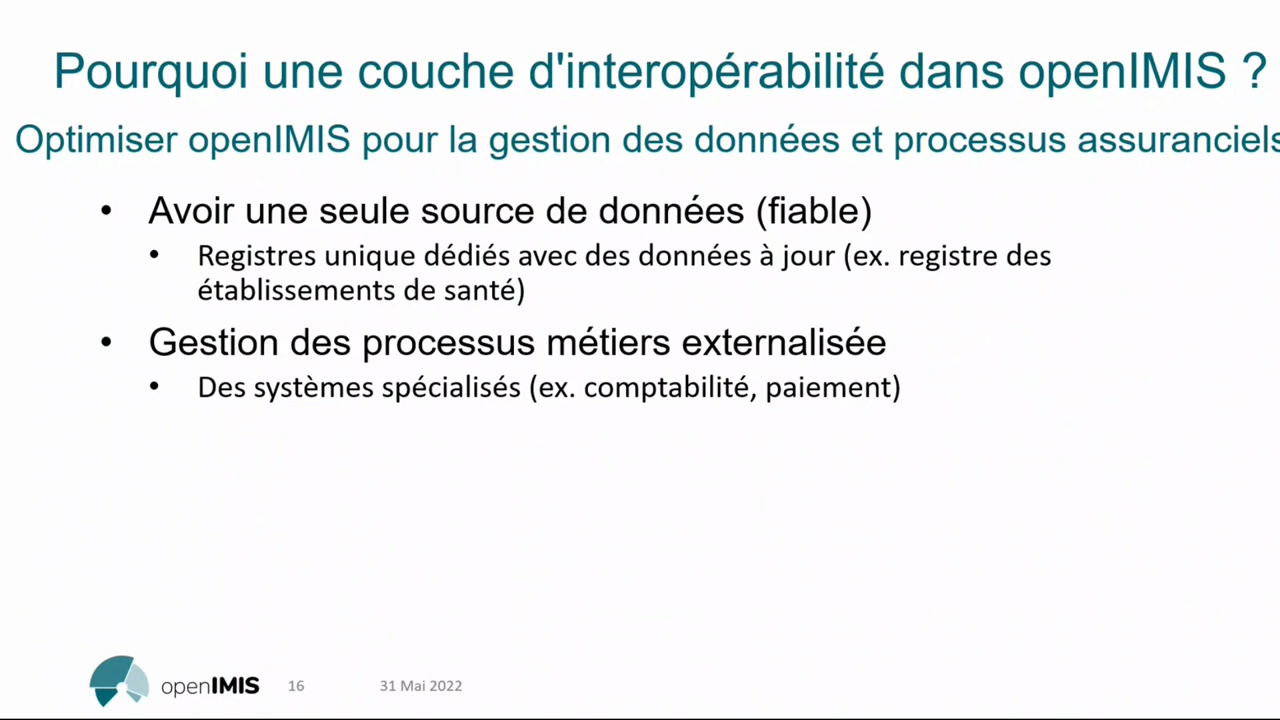 Pourquoi une couche d'interopérabilité dans openIMIS ?
Optimiser openIMIS pour la gestion des données et processus assuranciels
• Avoir une seule source de données (fiable)
• Registres unique dédiés avec des données à jour (ex. registre des
établissements de santé)
• Gestion des processus métiers externalisée
• Des systèmes spécialisés (ex. comptabilité, paiement)
openIMIS 16 31 Mai 2022